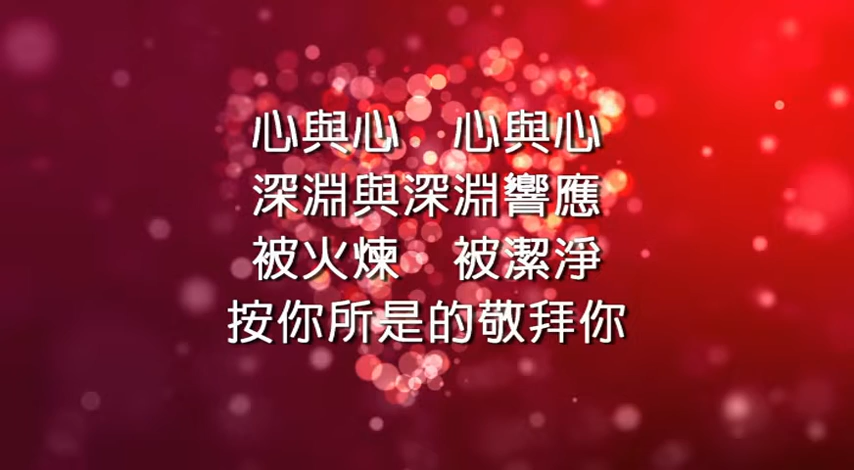 心與心　心與心
深淵與深淵響應
被火煉　被潔淨
按你所是的敬拜你